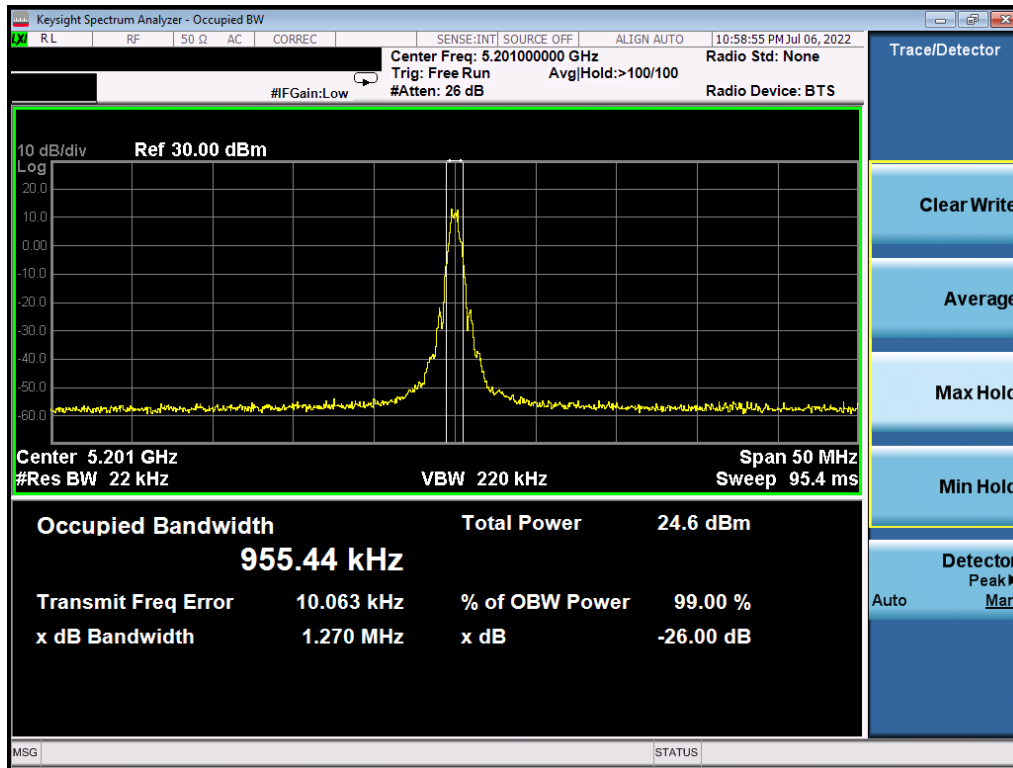 Keysight Spectrum Analyzer - Occupied BW
LXI RL RF 50 Ω AC CORREC SENSE:INT SOURCE OFF ALIGN AUTO 10:58:55 PM Jul 06, 2022
Center Freq: 5.201000000 GHz Radio Std: None
Trig: Free Run Avg|Hold:>100/100
#IFGain:Low #Atten: 26 dB Radio Device: BTS
10 dB/div Ref 30.00 dBm
Log
20.0
10.0
0.00
-10.0
-20.0
-30.0
-40.0
-50.0
-60.0
Center 5.201 GHz Span 50 MHz
#Res BW 22 kHz VBW 220 kHz Sweep 95.4 ms
Occupied Bandwidth Total Power 24.6 dBm
955.44 kHz
Transmit Freq Error 10.063 kHz % of OBW Power 99.00 %
x dB Bandwidth 1.270 MHz x dB -26.00 dB
MSG STATUS
Trace/Detector
Clear Write
Average
Max Hold
Min Hold
Detector
Peak
Auto Man